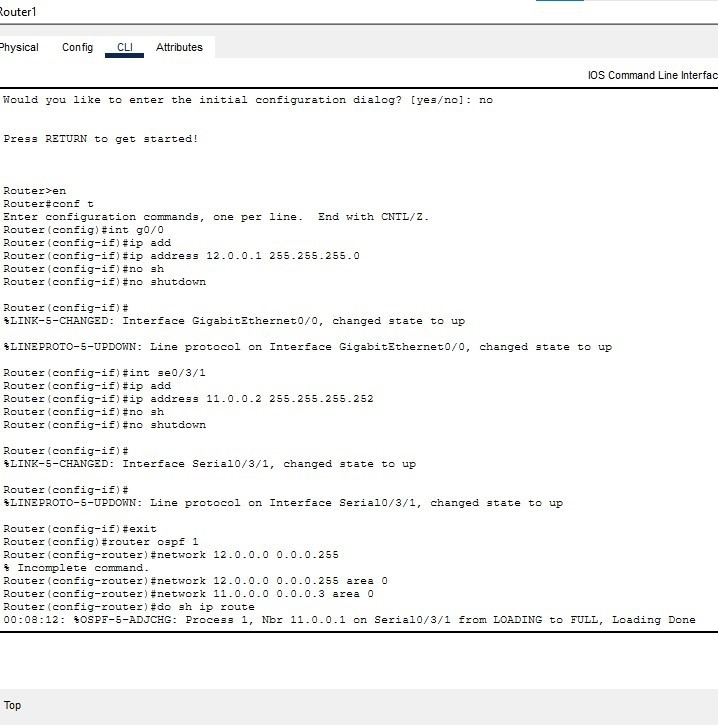 Router1
Physical Config CLI Attributes
IOS Command Line Interfac
Would you like to enter the initial configuration dialog? [yes/no]: no
Press RETURN to get started!
Router>en
Router#conf t
Enter configuration commands, one per line.  End with CNTL/Z.
Router(config)#int g0/0
Router(config-if)#ip add
Router(config-if)#ip address 12.0.0.1 255.255.255.0
Router(config-if)#no sh
Router(config-if)#no shutdown
Router(config-if)#
%LINK-5-CHANGED: Interface GigabitEthernet0/0, changed state to up
%LINEPROTO-5-UPDOWN: Line protocol on Interface GigabitEthernet0/0, changed state to up
Router(config-if)#int se0/3/1
Router(config-if)#ip add
Router(config-if)#ip address 11.0.0.2 255.255.255.252
Router(config-if)#no sh
Router(config-if)#no shutdown
Router(config-if)#
%LINK-5-CHANGED: Interface Serial0/3/1, changed state to up
Router(config-if)#
%LINEPROTO-5-UPDOWN: Line protocol on Interface Serial0/3/1, changed state to up
Router(config-if)#exit
Router(config)#router ospf 1
Router(config-router)#network 12.0.0.0 0.0.0.255
% Incomplete command.
Router(config-router)#network 12.0.0.0 0.0.0.255 area 0
Router(config-router)#network 11.0.0.0 0.0.0.3 area 0
Router(config-router)#do sh ip route
00:08:12: %OSPF-5-ADJCHG: Process 1, Nbr 11.0.0.1 on Serial0/3/1 from LOADING to FULL, Loading Done
Top